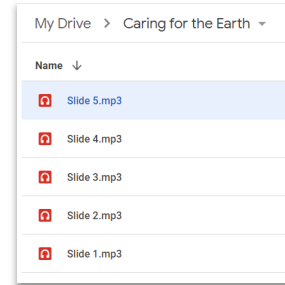 My Drive > Caring for the Earth
Name ↓
Slide 5.mp3
Slide 4.mp3
Slide 3.mp3
Slide 2.mp3
Slide 1.mp3